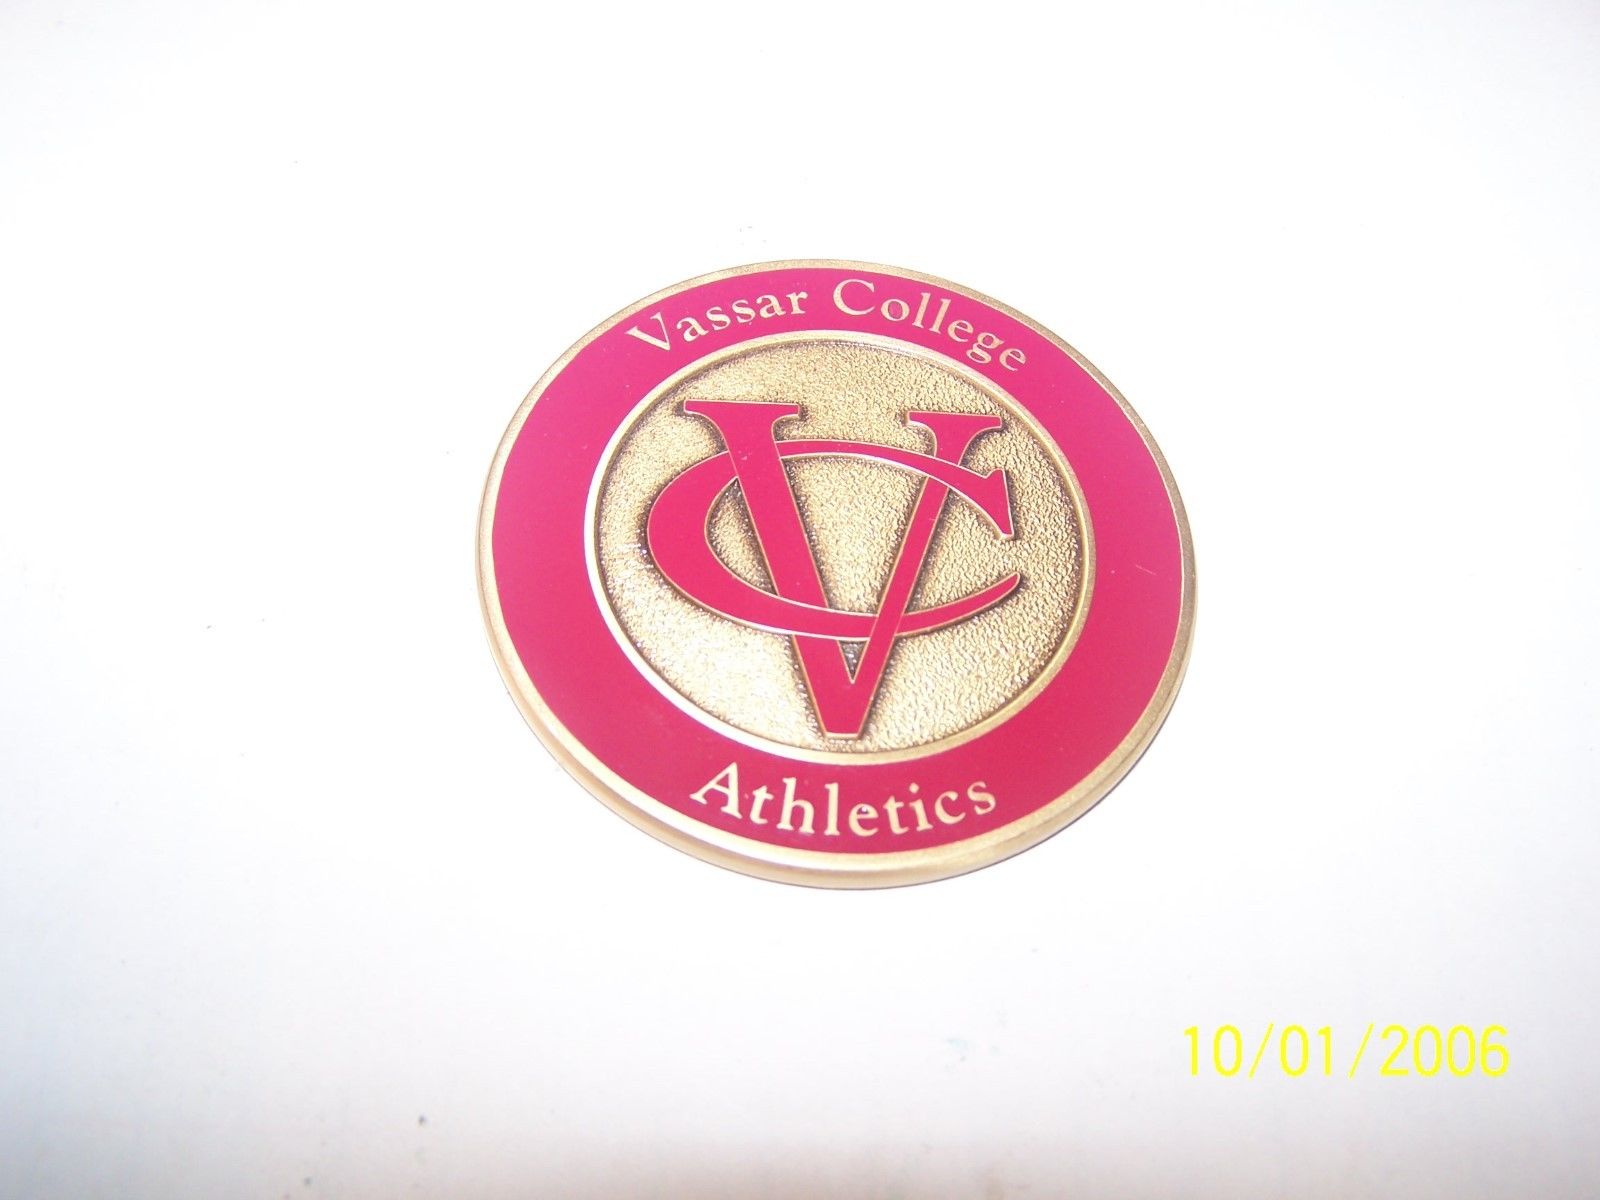 Vassar College
VC
Athletics
10/01/2006